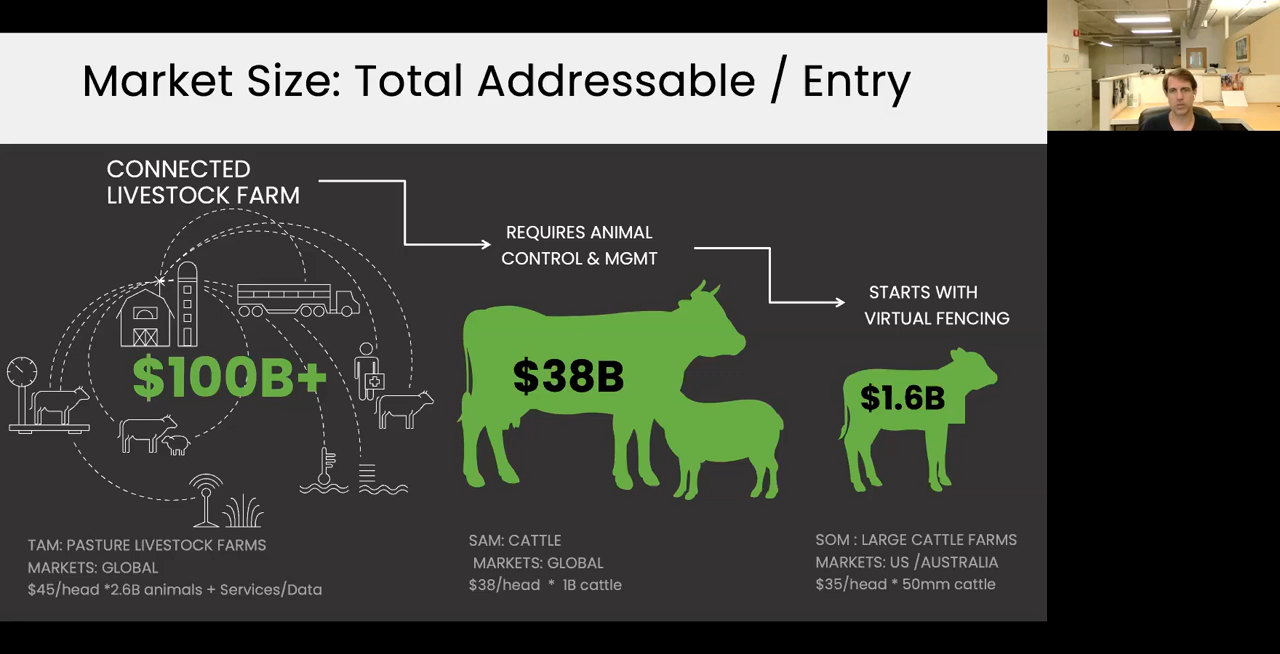 Market Size: Total Addressable / Entry
CONNECTED
LIVESTOCK FARM
REQUIRES ANIMAL
CONTROL & MGMT
STARTS WITH
VIRTUAL FENCING
$100B+
$38B
$1.6B
TAM: PASTURE LIVESTOCK FARMS
MARKETS: GLOBAL
$45/head *2.6B animals + Services/Data
SAM: CATTLE
MARKETS: GLOBAL
$38/head * 1B cattle
SOM : LARGE CATTLE FARMS
MARKETS: US /AUSTRALIA
$35/head * 50mm cattle